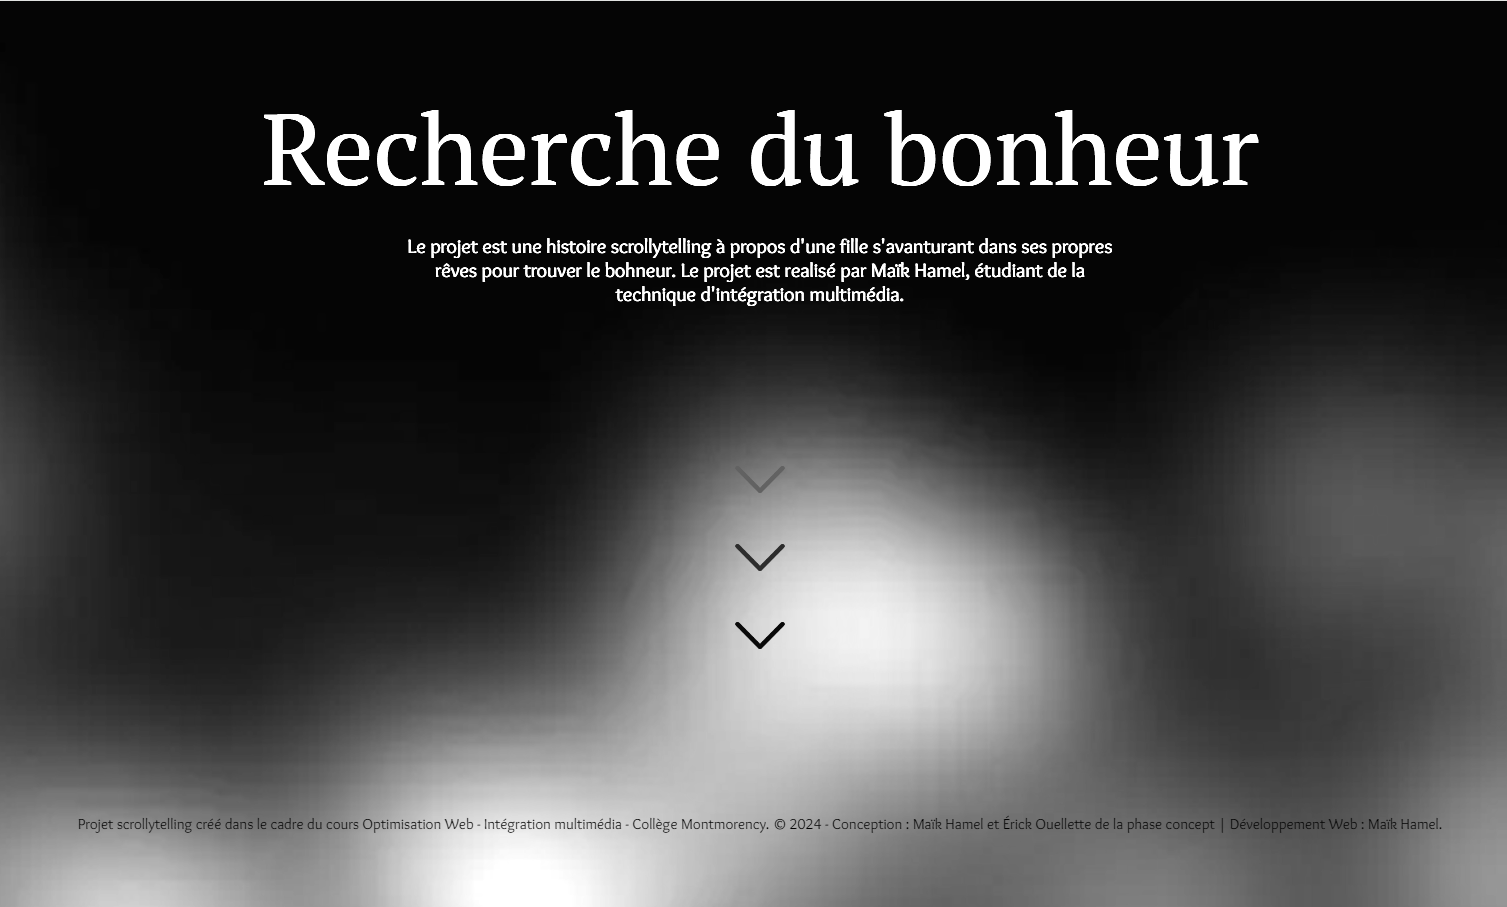 Recherche du bonheur
Le projet est une histoire scrollytelling à propos d'une fille s'avanturant dans ses propres
rêves pour trouver le bohneur. Le projet est realisé par Maïk Hamel, étudiant de la
technique d'intégration multimédia.
Projet scrollytelling créé dans le cadre du cours Optimisation Web - Intégration multimédia - Collège Montmorency. © 2024 - Conception : Maïk Hamel et Érick Ouellette de la phase concept | Développement Web : Maïk Hamel.